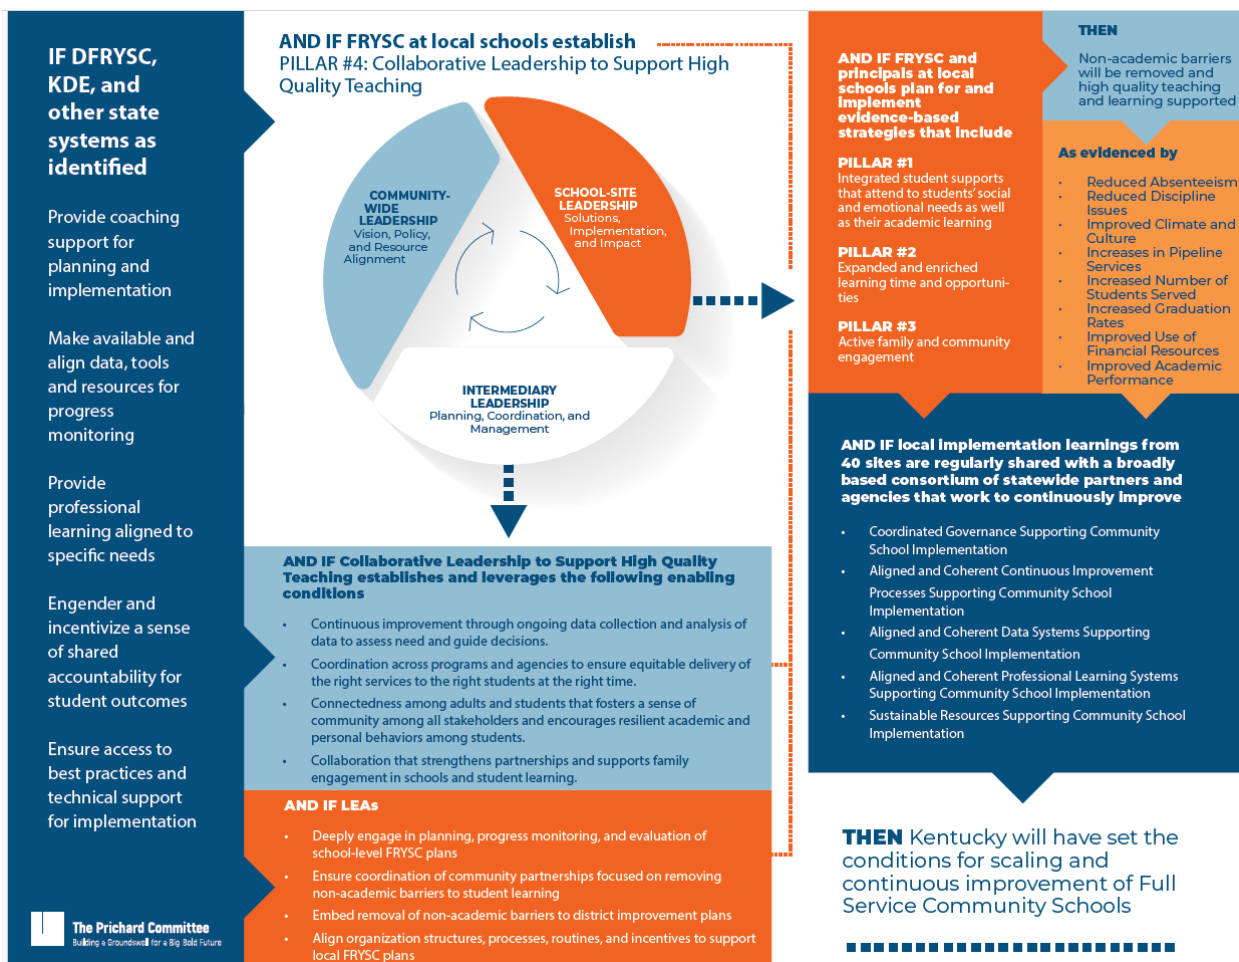 IF DFRYSC,
KDE, and
other state
systems as
identified
Provide coaching
support for
planning and
implementation
Make available and
align data, tools
and resources for
progress
monitoring
Provide
professional
learning aligned to
specific needs
Engender and
incentivize a sense
of shared
accountability for
student outcomes
Ensure access to
best practices and
technical support
for implementation
The Prichard Committee
Building a Groundswell for a Big Bold Future
AND IF FRYSC at local schools establish
PILLAR #4: Collaborative Leadership to Support High
Quality Teaching
COMMUNITY-
WIDE
LEADERSHIP
Vision, Policy,
and Resource
Alignment
SCHOOL-SITE
LEADERSHIP
Solutions,
Implementation,
and Impact
INTERMEDIARY
LEADERSHIP
Planning, Coordination, and
Management
AND IF Collaborative Leadership to Support High Quality
Teaching establishes and leverages the following enabling
conditions
• Continuous improvement through ongoing data collection and analysis of
data to assess need and guide decisions.
• Coordination across programs and agencies to ensure equitable delivery of
the right services to the right students at the right time.
• Connectedness among adults and students that fosters a sense of
community among all stakeholders and encourages resilient academic and
personal behaviors among students.
• Collaboration that strengthens partnerships and supports family
engagement in schools and student learning.
AND IF LEAs
• Deeply engage in planning, progress monitoring, and evaluation of
school-level FRYSC plans
• Ensure coordination of community partnerships focused on removing
non-academic barriers to student learning
• Embed removal of non-academic barriers to district improvement plans
• Align organization structures, processes, routines, and incentives to support
local FRYSC plans
AND IF FRYSC and
principals at local
schools plan for and
implement
evidence-based
strategies that include
PILLAR #1
Integrated student supports
that attend to students' social
and emotional needs as well
as their academic learning
PILLAR #2
Expanded and enriched
learning time and opportuni-
ties
PILLAR #3
Active family and community
engagement
THEN
Non-academic barriers
will be removed and
high quality teaching
and learning supported
As evidenced by
• Reduced Absenteeism
• Reduced Discipline
Issues
• Improved Climate and
Culture
• Increases in Pipeline
Services
• Increased Number of
Students Served
• Increased Graduation
Rates
• Improved Use of
Financial Resources
• Improved Academic
Performance
AND IF local implementation learnings from
40 sites are regularly shared with a broadly
based consortium of statewide partners and
agencies that work to continuously improve
• Coordinated Governance Supporting Community
School Implementation
• Aligned and Coherent Continuous Improvement
Processes Supporting Community School
Implementation
• Aligned and Coherent Data Systems Supporting
Community School Implementation
• Aligned and Coherent Professional Learning Systems
Supporting Community School Implementation
• Sustainable Resources Supporting Community School
Implementation
THEN Kentucky will have set the
conditions for scaling and
continuous improvement of Full
Service Community Schools